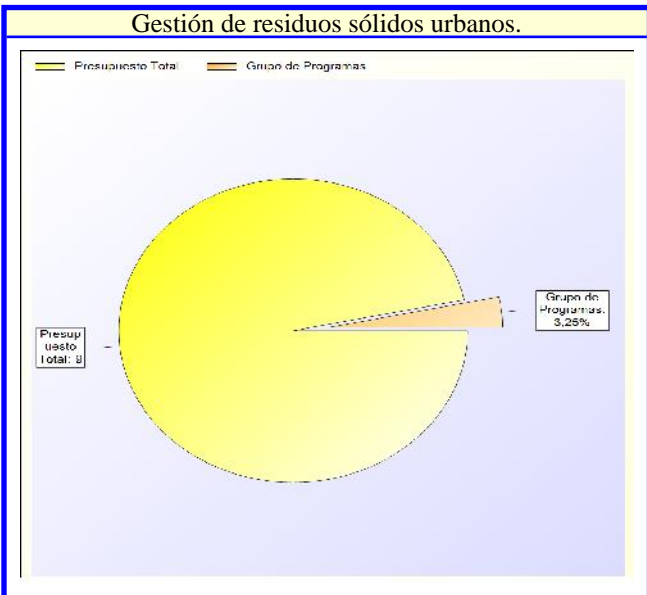 Gestión de residuos sólidos urbanos.
Presupuesto Total
Grupo de Programas
Grupo de
Programas.
3,25%
Presup
uesto
Total: 9